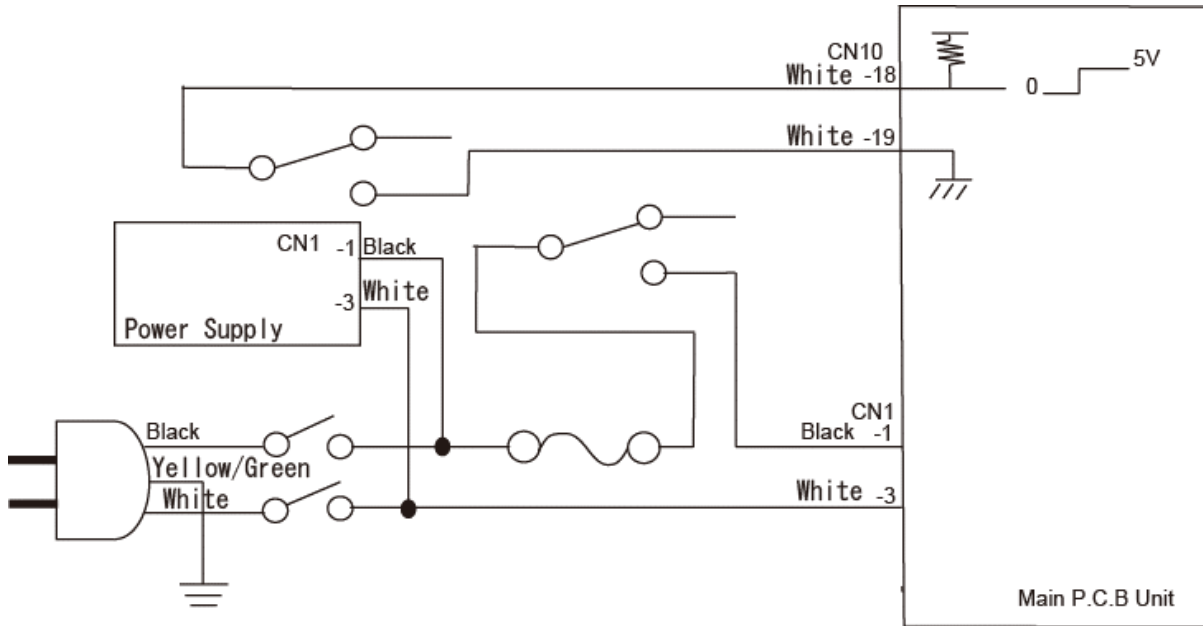 CN10
White -18
5V
0
White -19
CN1 -1 Black
-3 White
Power Supply
Black
Yellow/Green
White
CN1
Black -1
White -3
Main P.C.B Unit